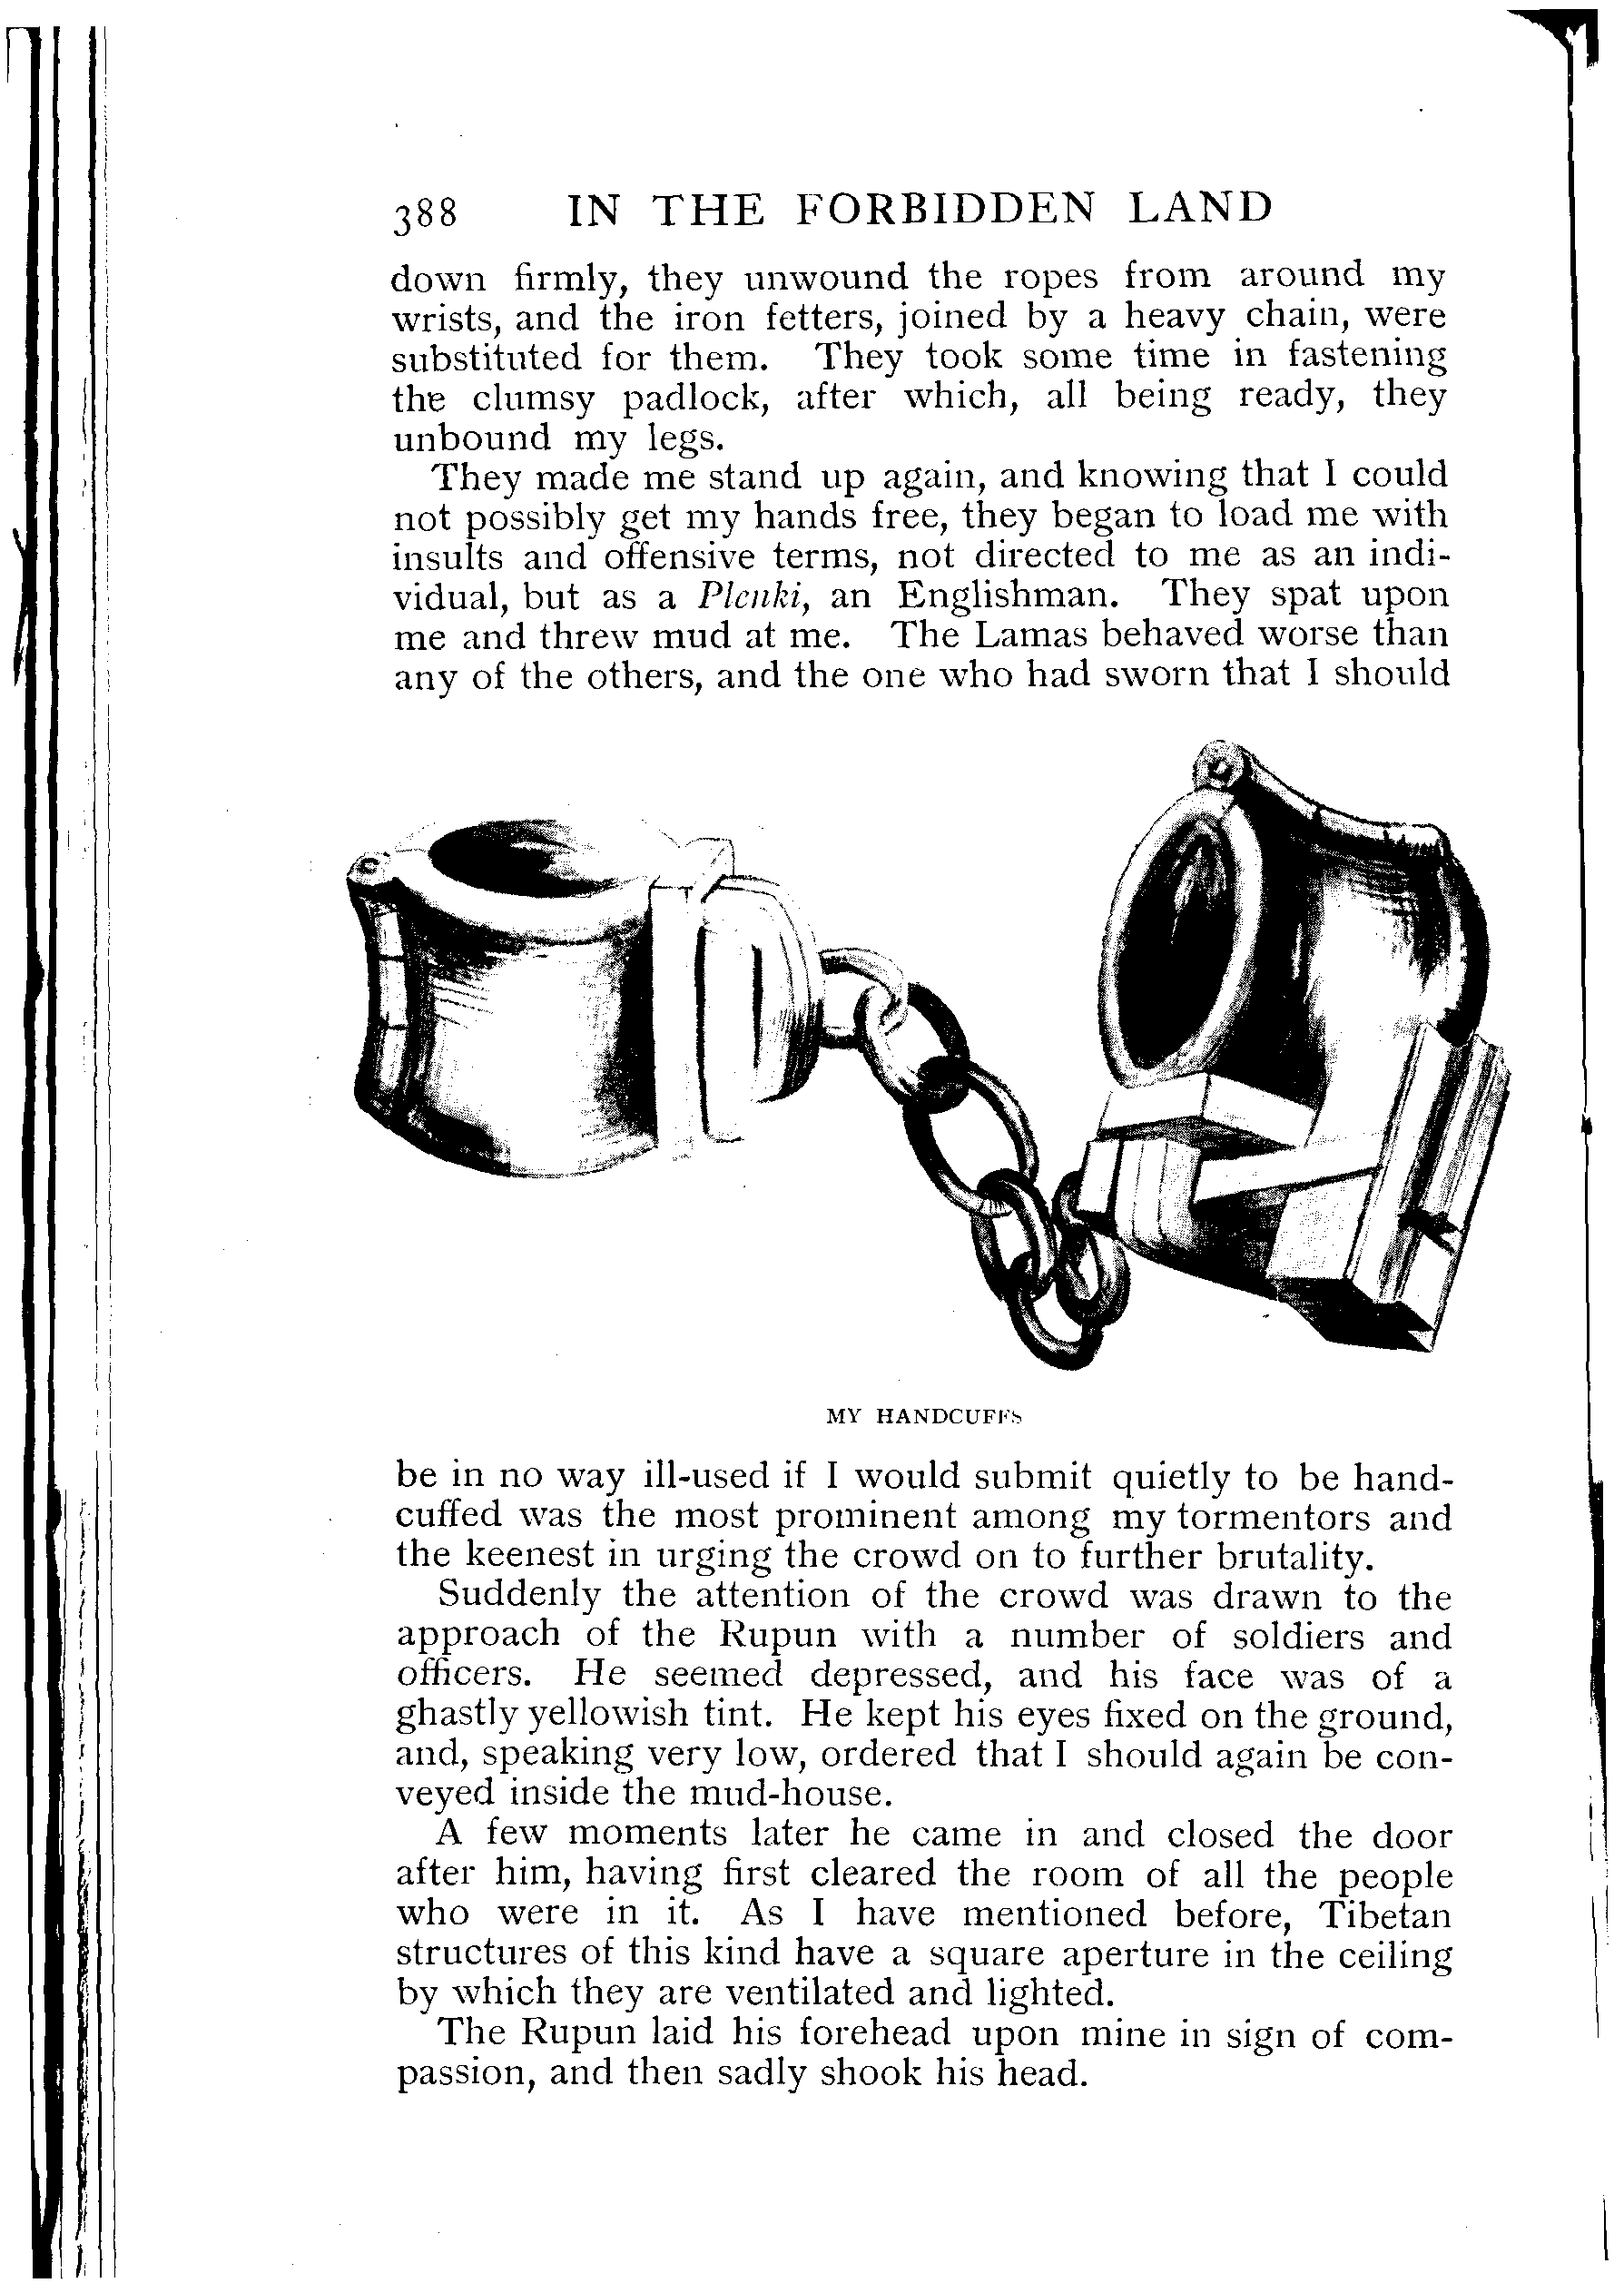 388 IN THE FORBIDDEN LAND
down firmly, they unwound the ropes from around my
wrists, and the iron fetters, joined by a heavy chain, were
substituted for them. They took some time in fastening
the clumsy padlock, after which, all being ready, they
unbound my legs.
They made me stand up again, and knowing that I could
not possibly get my hands free, they began to load me with
insults and offensive terms, not directed to me as an indi-
vidual, but as a Plenki, an Englishman. They spat upon
me and threw mud at me. The Lamas behaved worse than
any of the others, and the one who had sworn that I should
MY HANDCUFFS
be in no way ill-used if I would submit quietly to be hand-
cuffed was the most prominent among my tormentors and
the keenest in urging the crowd on to further brutality.
Suddenly the attention of the crowd was drawn to the
approach of the Rupun with a number of soldiers and
officers. He seemed depressed, and his face was of a
ghastly yellowish tint. He kept his eyes fixed on the ground,
and, speaking very low, ordered that I should again be con-
veyed inside the mud-house.
A few moments later he came in and closed the door
after him, having first cleared the room of all the people
who were in it. As I have mentioned before, Tibetan
structures of this kind have a square aperture in the ceiling
by which they are ventilated and lighted.
The Rupun laid his forehead upon mine in sign of com-
passion, and then sadly shook his head.